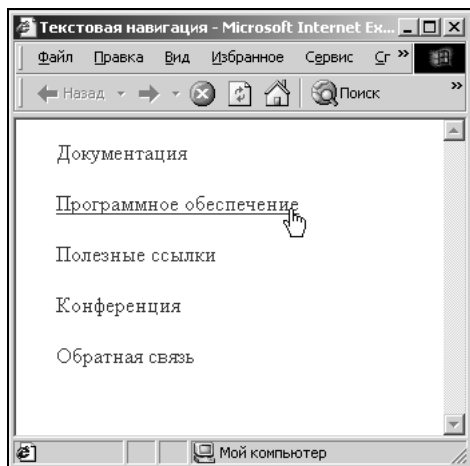 Текстовая навигация - Microsoft Internet Ex...
Файл Правка Вид Избранное Сервис Сг »
Назад Поиск »
Документация
Программное обеспечение
Полезные ссылки
Конференция
Обратная связь
Мой компьютер